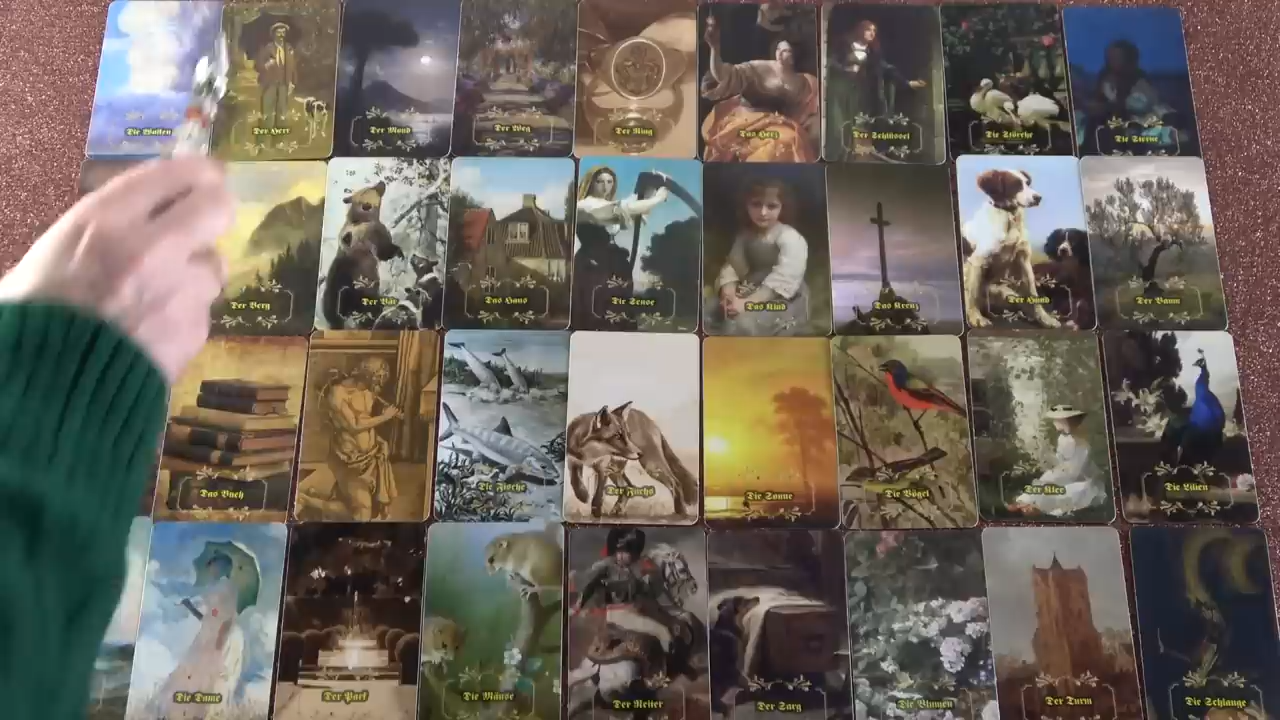 Die Wolken
Der Herr
Der Mond
Der Weg
Der Ring
Das Herz
Der Schlüssel
Die Störche
Die Sterne
Der Berg
Der Bär
Das Haus
Die Sense
Das Kind
Das Kreuz
Der Hund
Der Baum
Das Buch
Die Fische
Der Fuchs
Die Sonne
Die Vögel
Der Klee
Die Lilien
Die Dame
Der Park
Die Mäuse
Der Reiter
Der Sarg
Die Blumen
Der Turm
Die Schlange